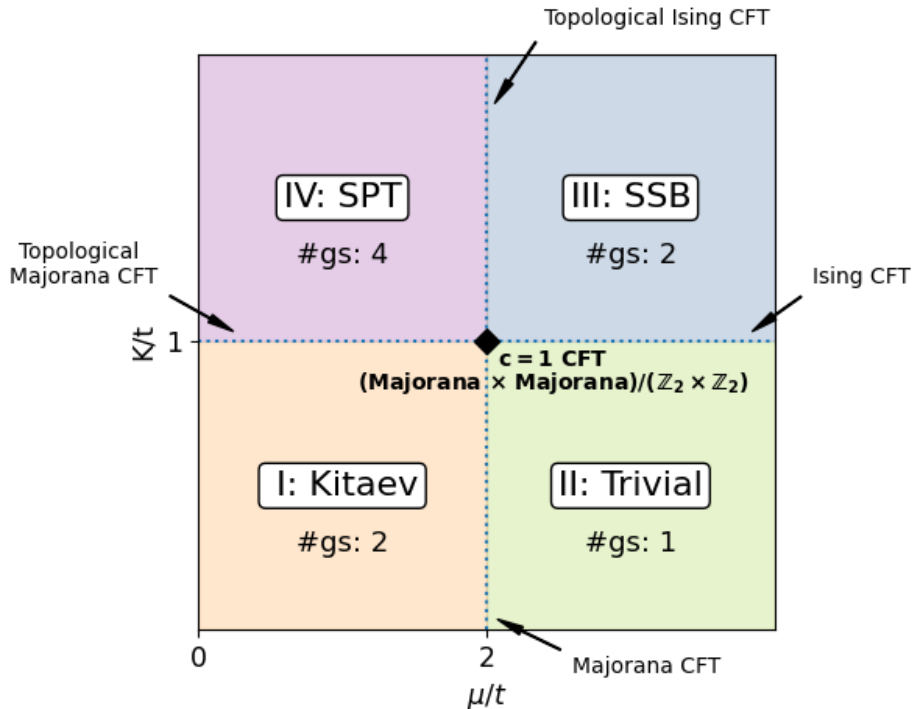 Topological Ising CFT
IV: SPT
III: SSB
#gs: 4
#gs: 2
Topological
Majorana CFT
Ising CFT
K/t
1
c = 1 CFT
(Majorana × Majorana)/(ℤ₂ × ℤ₂)
I: Kitaev
II: Trivial
#gs: 2
#gs: 1
0
2
Majorana CFT
μ/t